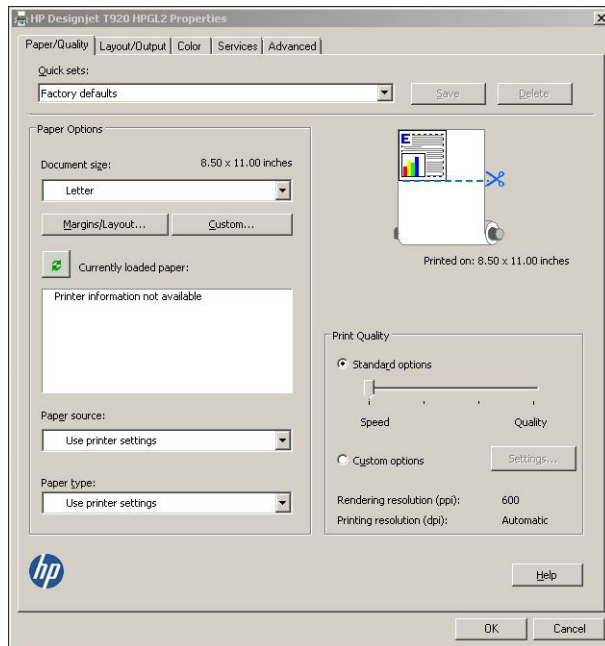 HP Designjet T920 HPGL2 Properties
Paper/Quality Layout/Output Color Services Advanced
Quick sets:
Factory defaults
Save Delete
Paper Options
Document size: 8.50 x 11.00 inches
Letter
Margins/Layout... Custom...
Currently loaded paper:
Printer information not available
Paper source:
Use printer settings
Paper type:
Use printer settings
E
Printed on: 8.50 x 11.00 inches
Print Quality
Standard options
Speed Quality
Custom options Settings...
Rendering resolution (ppi): 600
Printing resolution (dpi): Automatic
hp
Help
OK Cancel